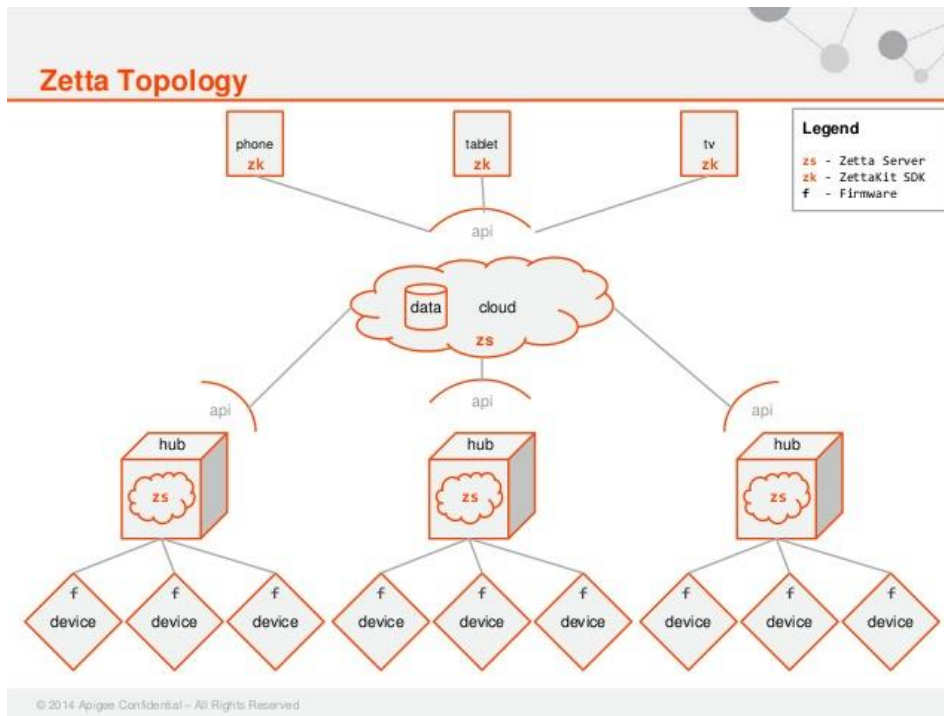 Zetta Topology
phone
zk
tablet
zk
tv
zk
Legend
zs - Zetta Server
zk - ZettaKit SDK
f - Firmware
api
data
cloud
zs
api
api
api
hub
zs
hub
zs
hub
zs
f
device
f
device
f
device
f
device
f
device
f
device
f
device
f
device
f
device
© 2014 Apigee Confidential – All Rights Reserved